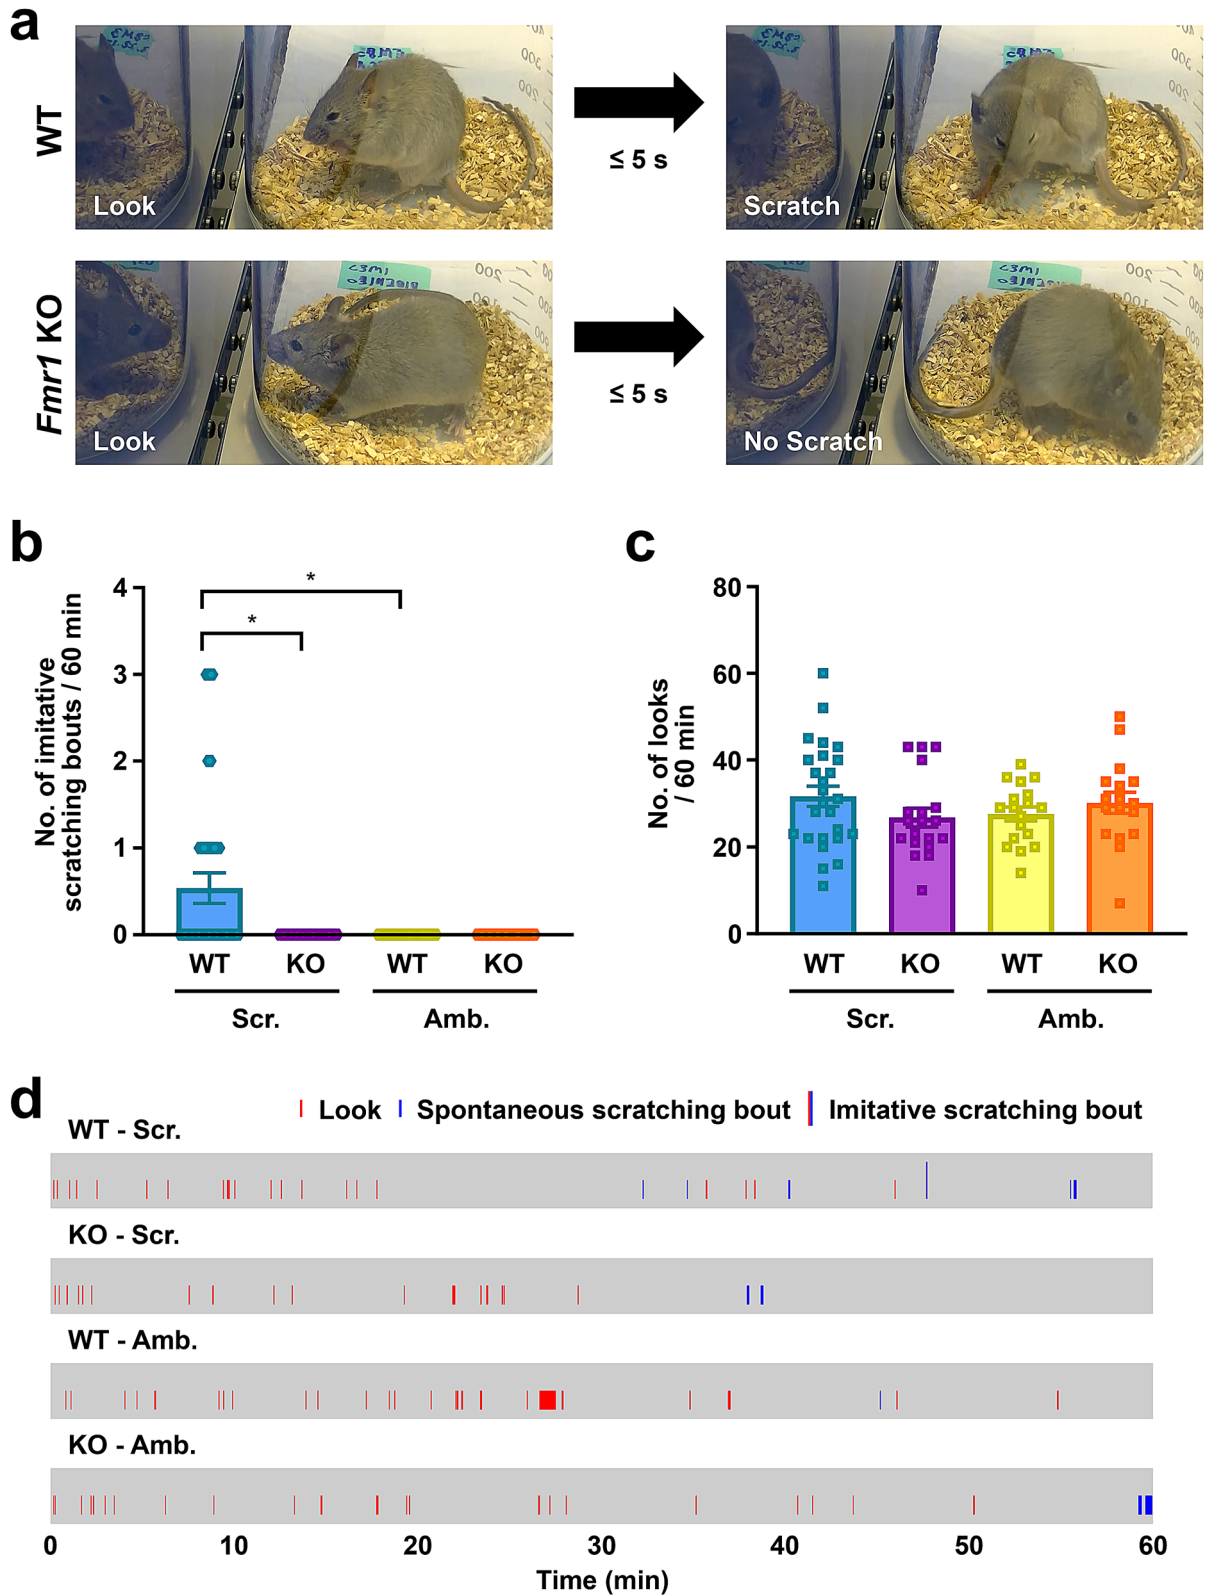 a
WT
Look
≤ 5 s
Scratch
Fmr1 KO
Look
≤ 5 s
No Scratch
b
No. of imitative
scratching bouts / 60 min
4
3
2
1
0
*
*
WT KO WT KO
Scr. Amb.
c
No. of looks
/ 60 min
80
60
40
20
0
WT KO WT KO
Scr. Amb.
d
Look Spontaneous scratching bout Imitative scratching bout
WT - Scr.
KO - Scr.
WT - Amb.
KO - Amb.
0 10 20 30 40 50 60
Time (min)